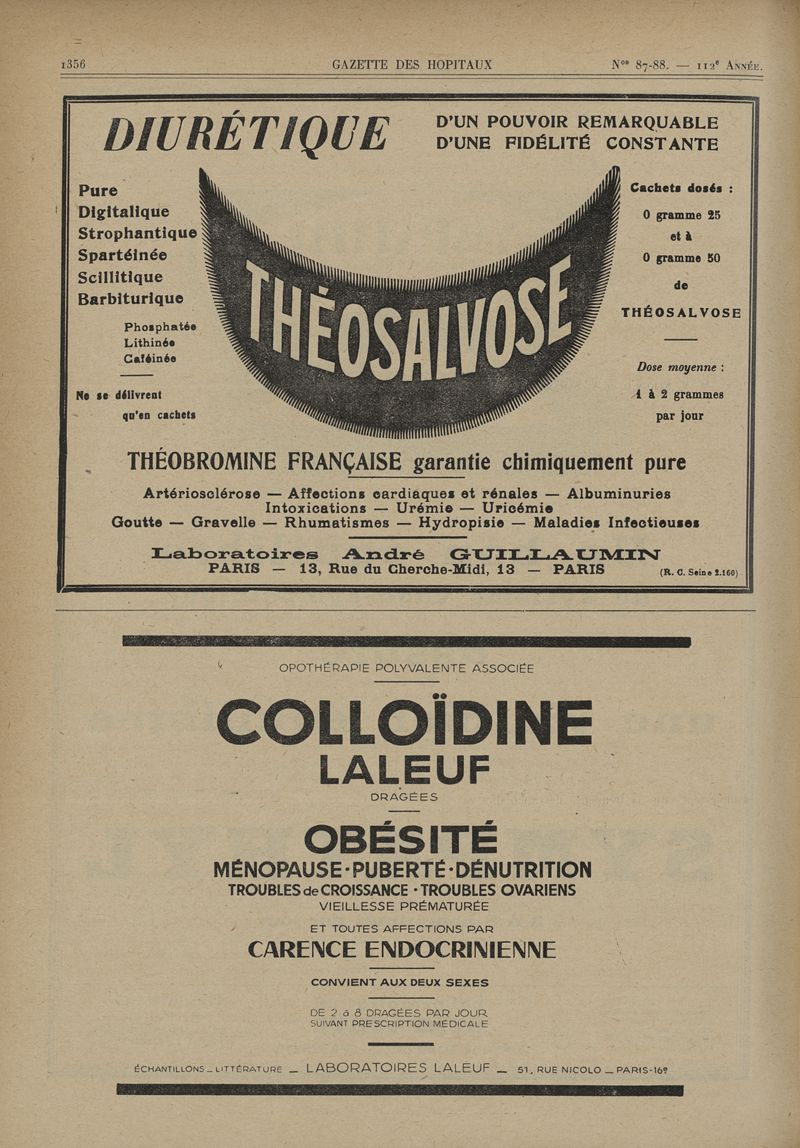 1356 GAZETTE DES HOPITAUX Nos 87-88. — 112e ANNÉE.
DIURÉTIQUE
D'UN POUVOIR REMARQUABLE
D'UNE FIDÉLITÉ CONSTANTE
Pure
Digitalique
Strophantique
Spartéinée
Scillitique
Barbiturique
Phosphatée
Lithinée
Caféinée
Ne se délivrent
qu'en cachets
THÉOSALVOSE
Cachets dosés :
0 gramme 25
et à
0 gramme 50
de
THÉOSALVOSE
Dose moyenne :
1 à 2 grammes
par jour
THÉOBROMINE FRANÇAISE garantie chimiquement pure
Artériosclérose — Affections cardiaques et rénales — Albuminuries
Intoxications — Urémie — Uricémie
Goutte — Gravelle — Rhumatismes — Hydropisie — Maladies Infectieuses
Laboratoires André GUILLAUMIN
PARIS — 13, Rue du Cherche-Midi, 13 — PARIS (R. C. Seine 2.160)
OPOTHÉRAPIE POLYVALENTE ASSOCIÉE
COLLOÏDINE
LALEUF
DRAGÉES
OBÉSITÉ
MÉNOPAUSE · PUBERTÉ · DÉNUTRITION
TROUBLES de CROISSANCE · TROUBLES OVARIENS
VIEILLESSE PRÉMATURÉE
ET TOUTES AFFECTIONS PAR
CARENCE ENDOCRINIENNE
CONVIENT AUX DEUX SEXES
DE 2 à 8 DRAGÉES PAR JOUR
SUIVANT PRESCRIPTION MÉDICALE
ÉCHANTILLONS _ LITTÉRATURE _ LABORATOIRES LALEUF _ 51, RUE NICOLO _ PARIS-16e